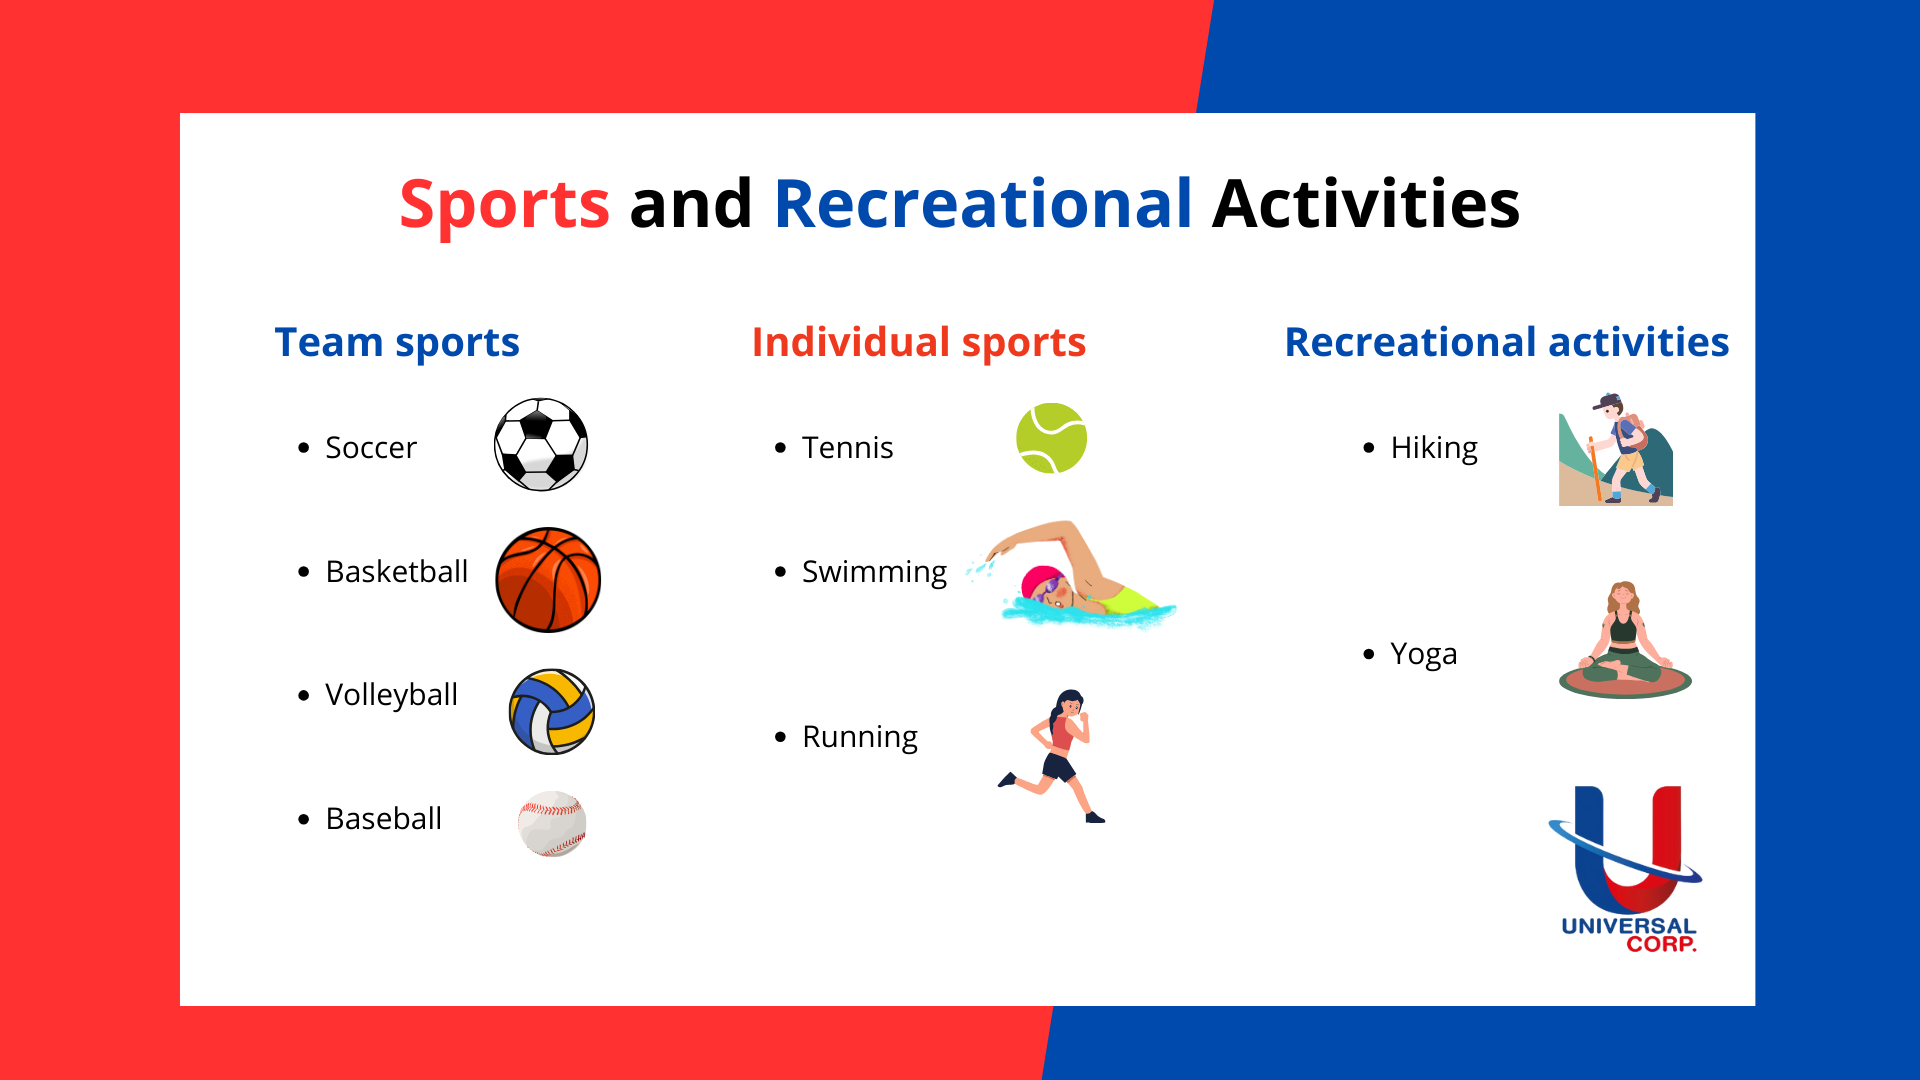 Sports and Recreational Activities
Team sports
Soccer
Basketball
Volleyball
Baseball
Individual sports
Tennis
Swimming
Running
Recreational activities
Hiking
Yoga
UNIVERSAL
CORP.